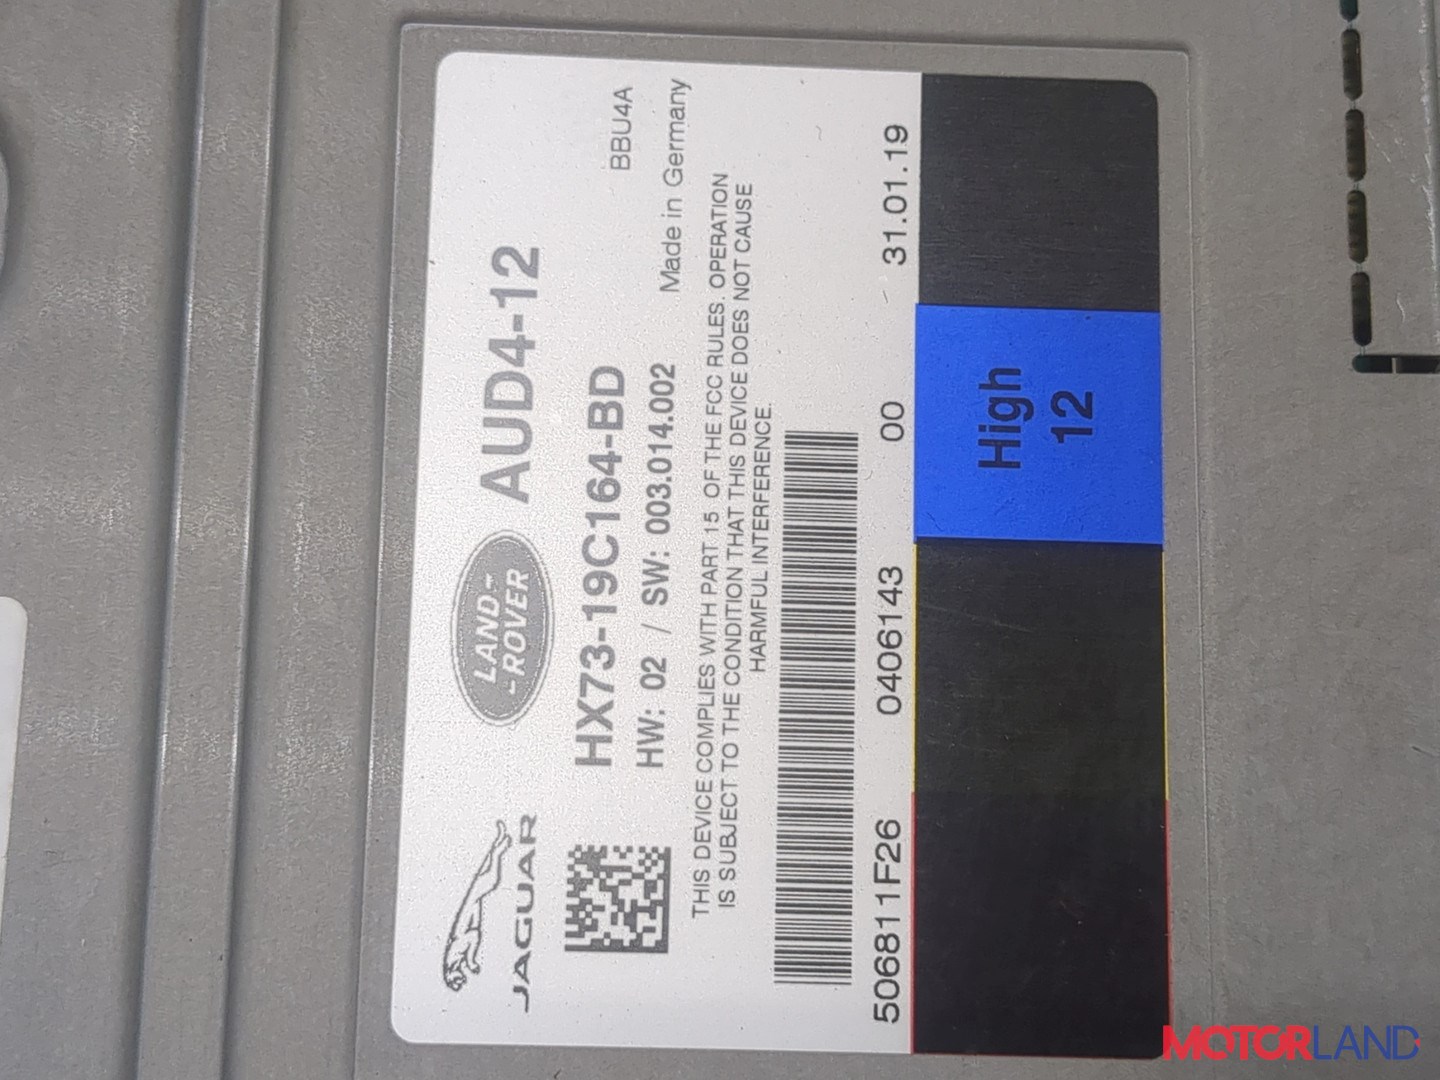 JAGUAR
LAND-
-ROVER
AUD4-12
HX73-19C164-BD
BBU4A
HW: 02 / SW: 003.014.002
Made in Germany
THIS DEVICE COMPLIES WITH PART 15 OF THE FCC RULES. OPERATION
IS SUBJECT TO THE CONDITION THAT THIS DEVICE DOES NOT CAUSE
HARMFUL INTERFERENCE.
506811F26 0406143 00 31.01.19
High
12
MOTORLAND